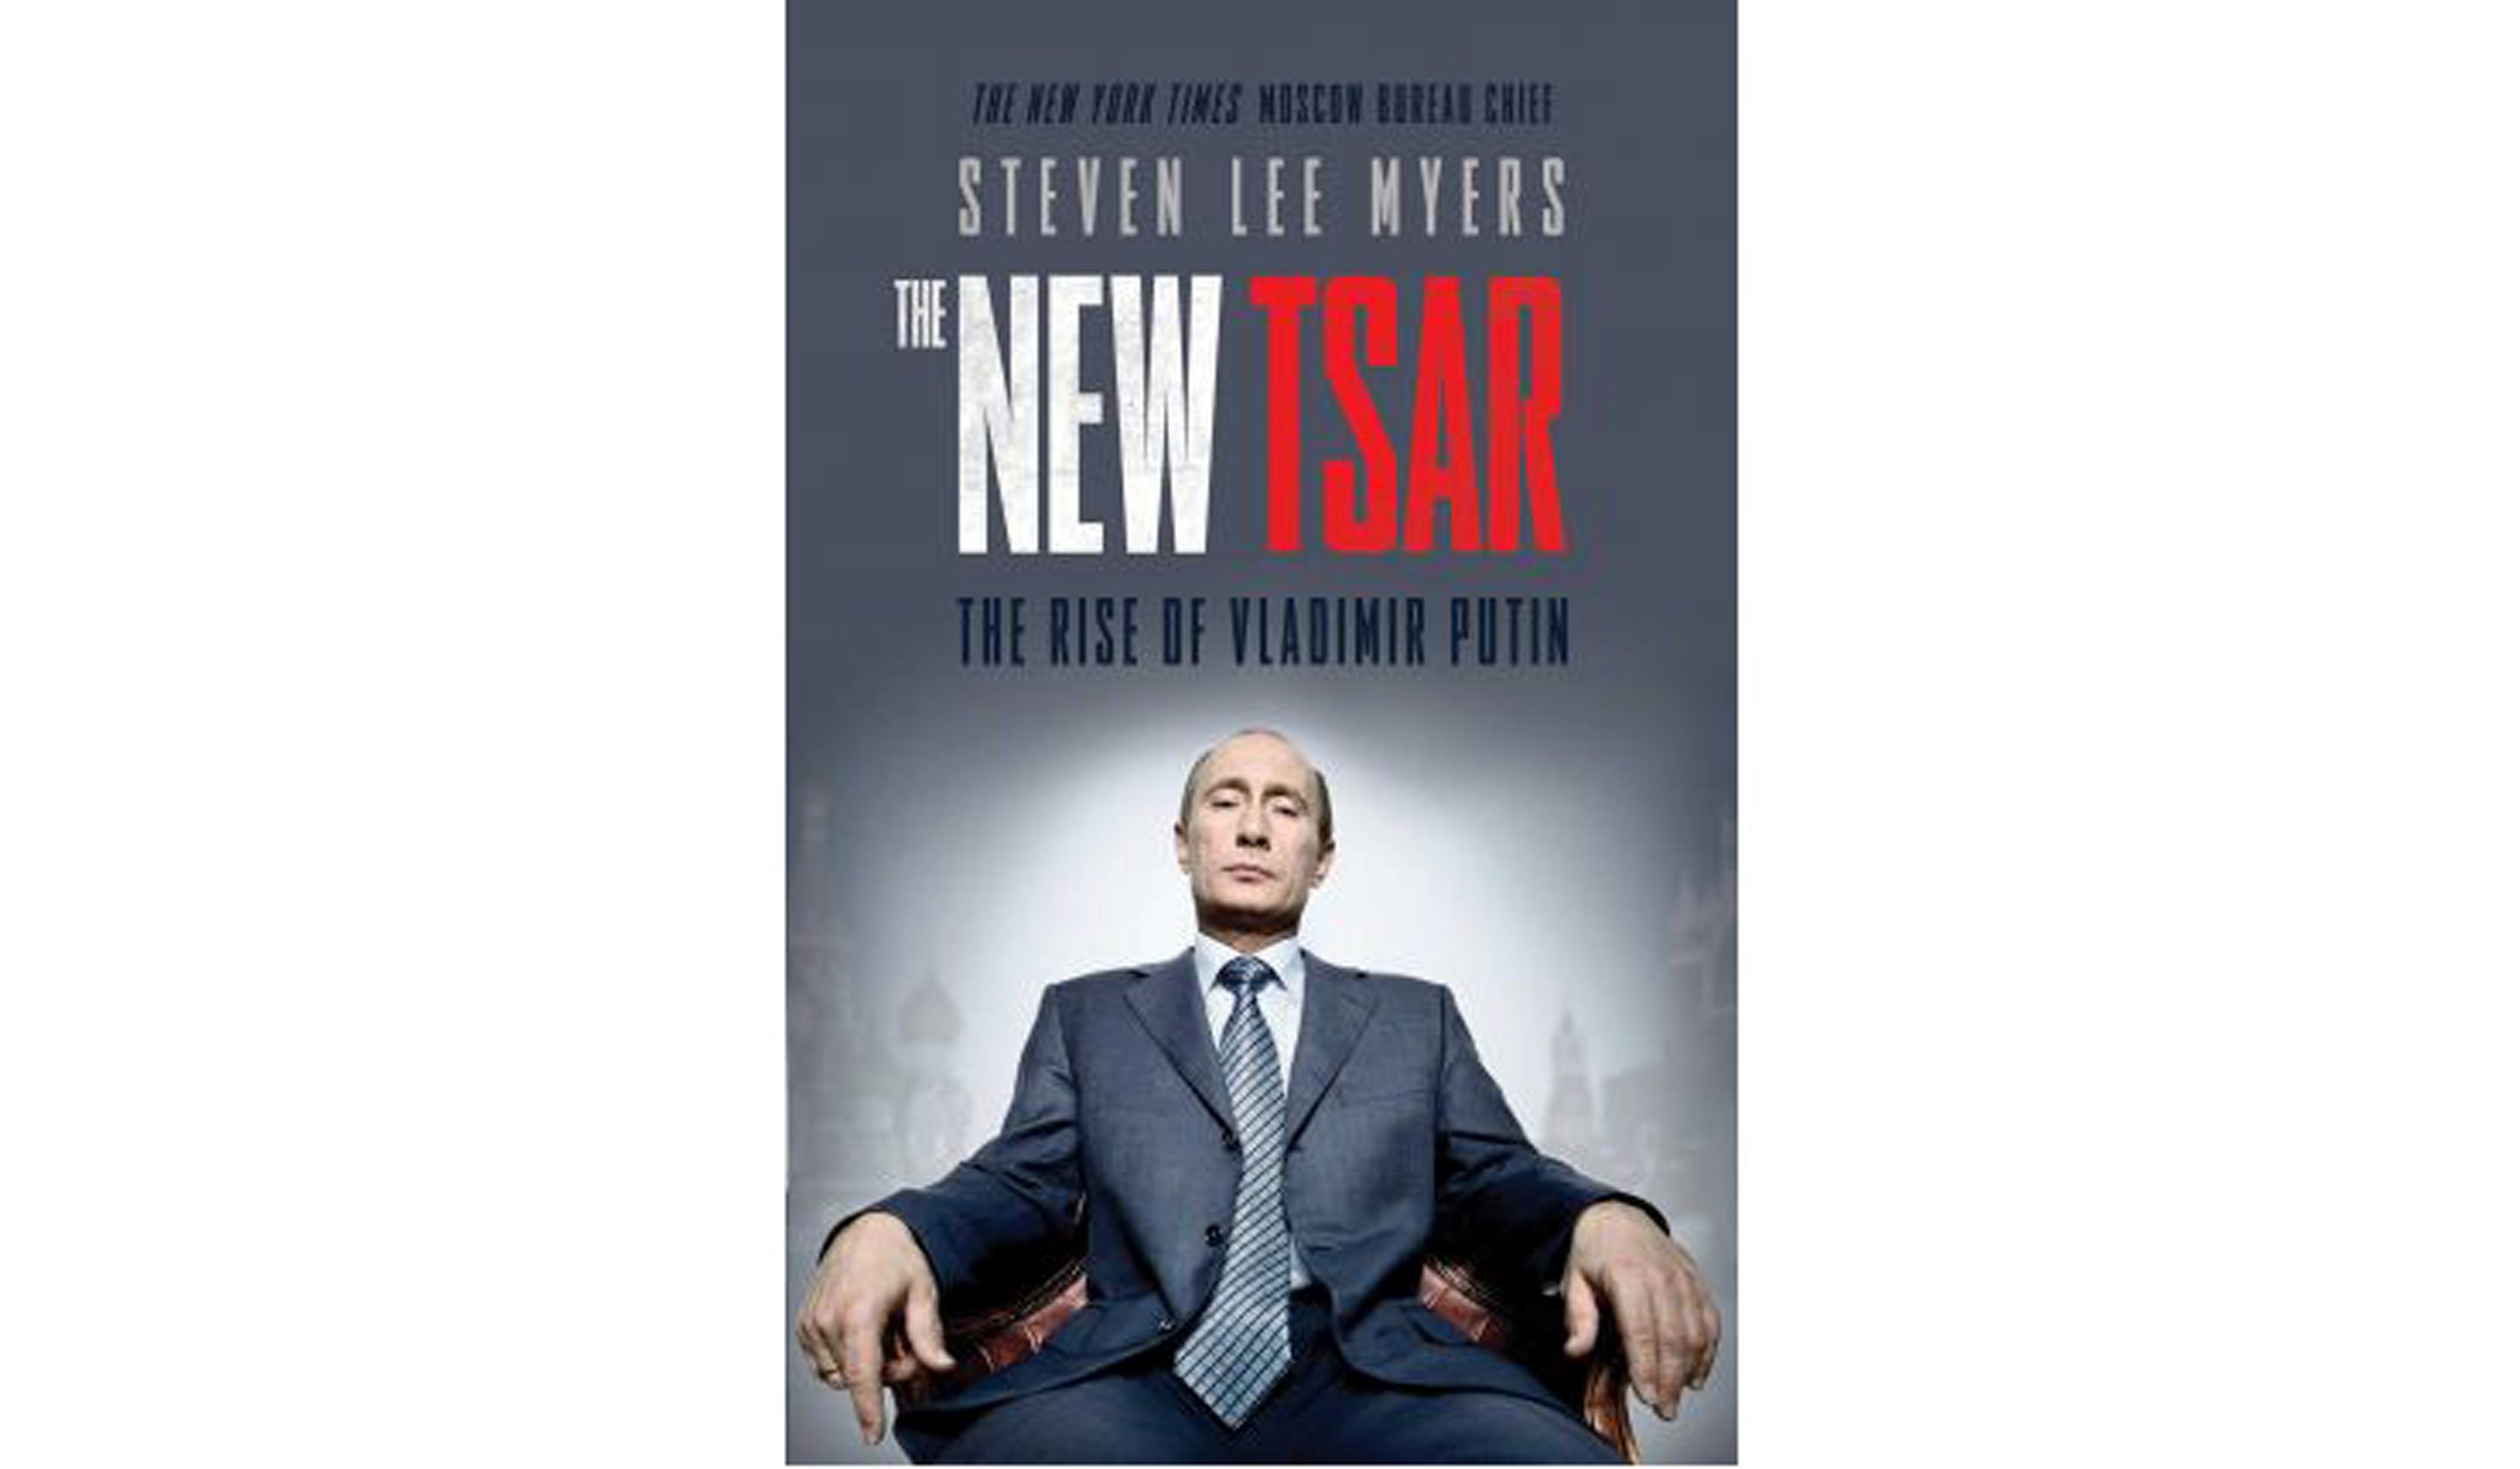 THE NEW YORK TIMES MOSCOW BUREAU CHIEF
STEVEN LEE MYERS
THE NEW TSAR
THE RISE OF VLADIMIR PUTIN